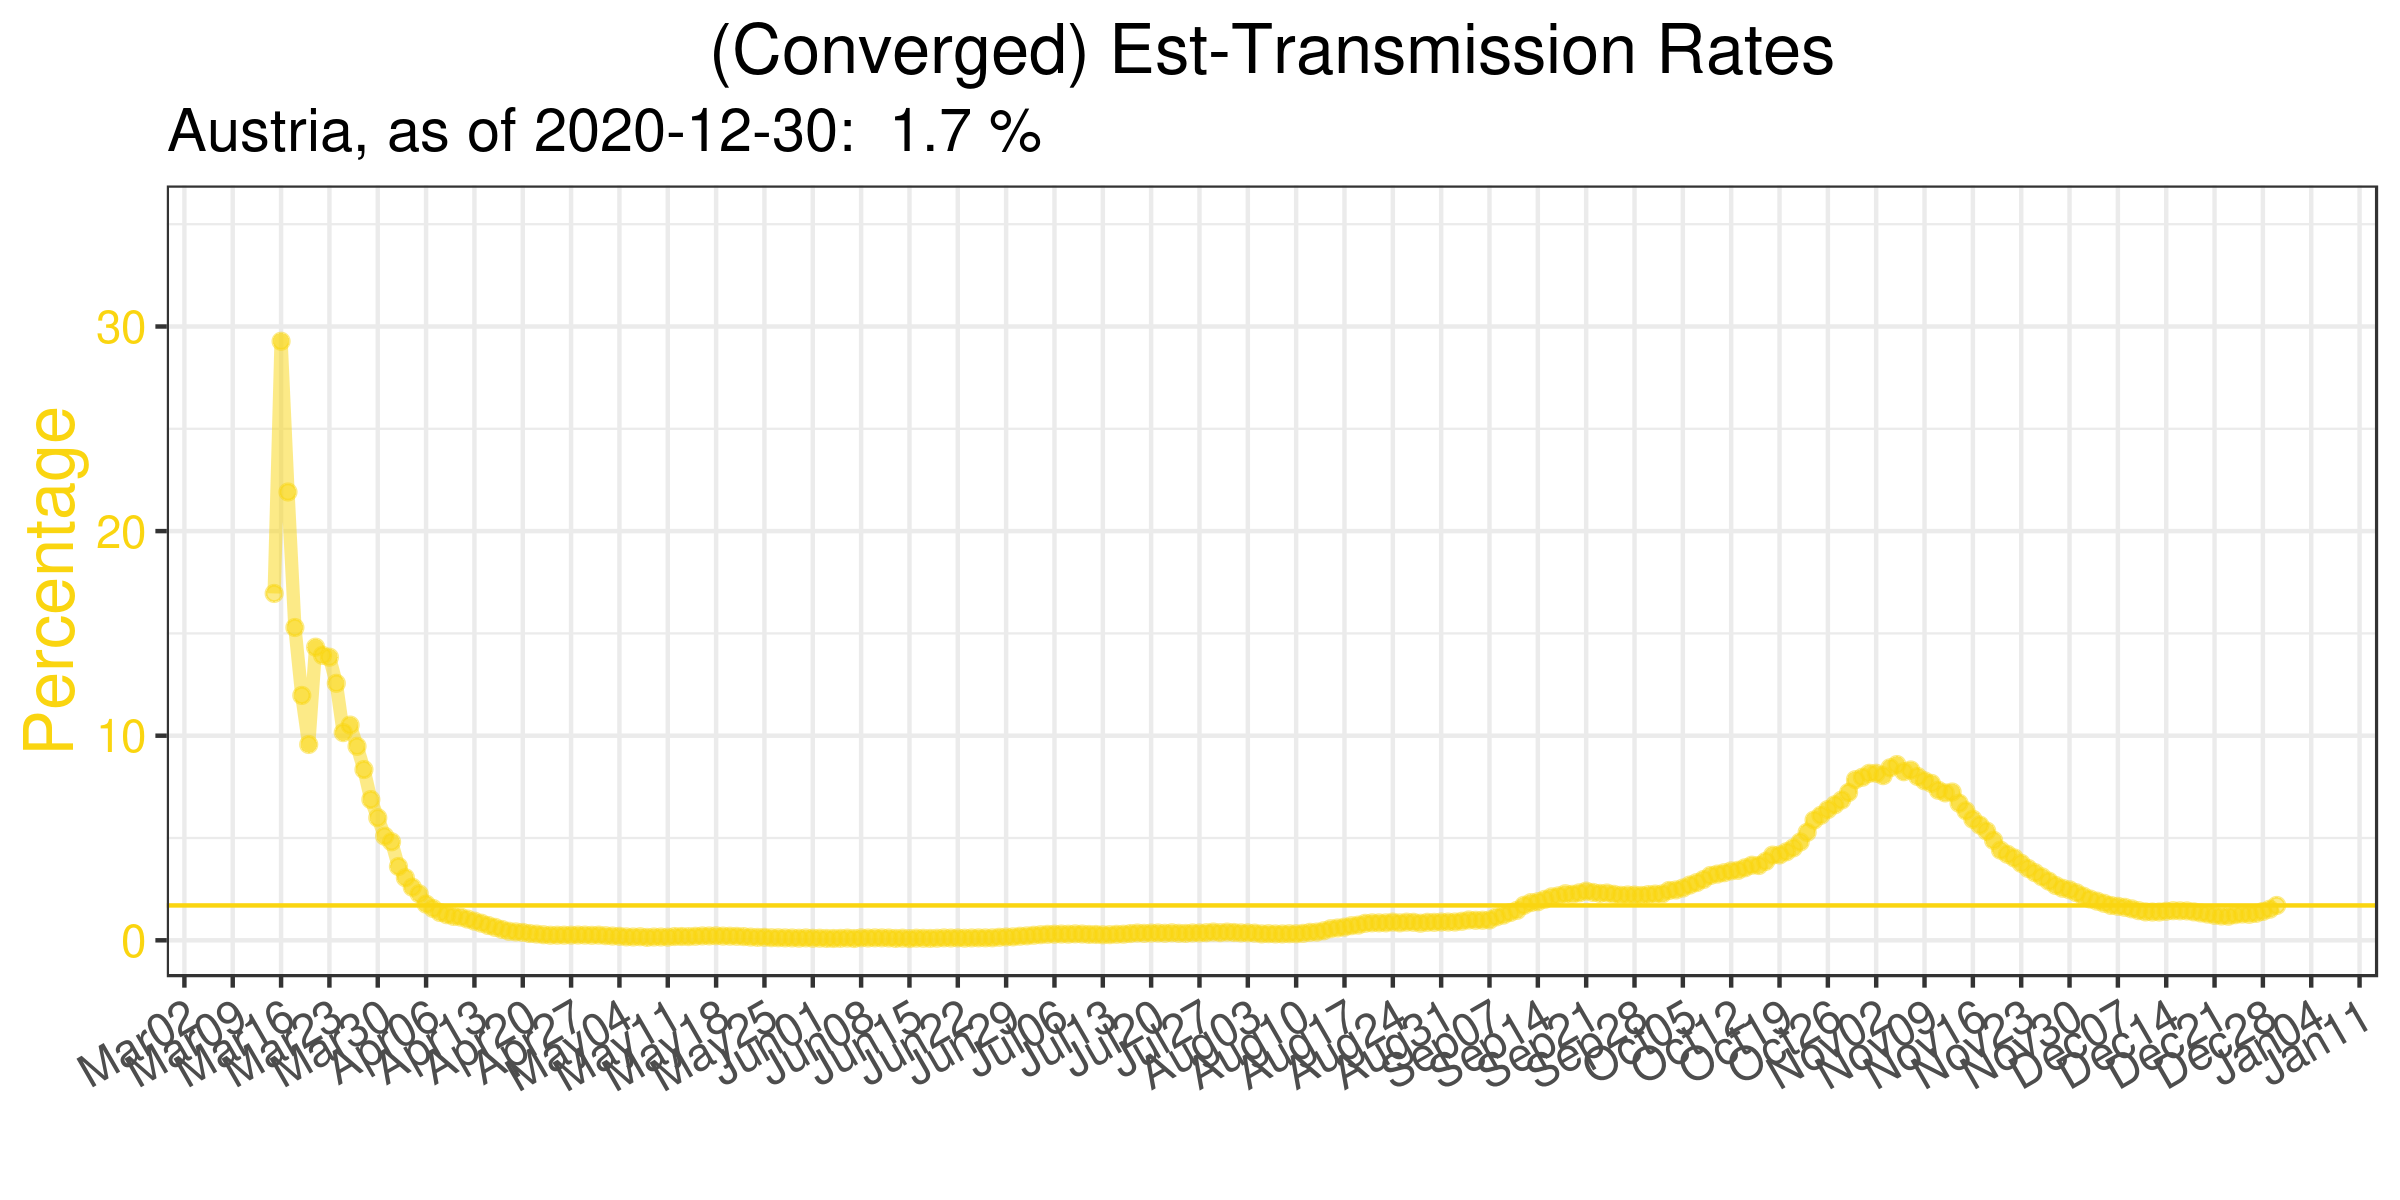 (Converged) Est-Transmission Rates
Austria, as of 2020-12-30:  1.7 %
Percentage
30
20
10
0
Mar02
Mar09
Mar16
Mar23
Mar30
Apr06
Apr13
Apr20
Apr27
May04
May11
May18
May25
Jun01
Jun08
Jun15
Jun22
Jun29
Jul06
Jul13
Jul20
Jul27
Aug03
Aug10
Aug17
Aug24
Aug31
Sep07
Sep14
Sep21
Sep28
Oct05
Oct12
Oct19
Oct26
Nov02
Nov09
Nov16
Nov23
Nov30
Dec07
Dec14
Dec21
Dec28
Jan04
Jan11